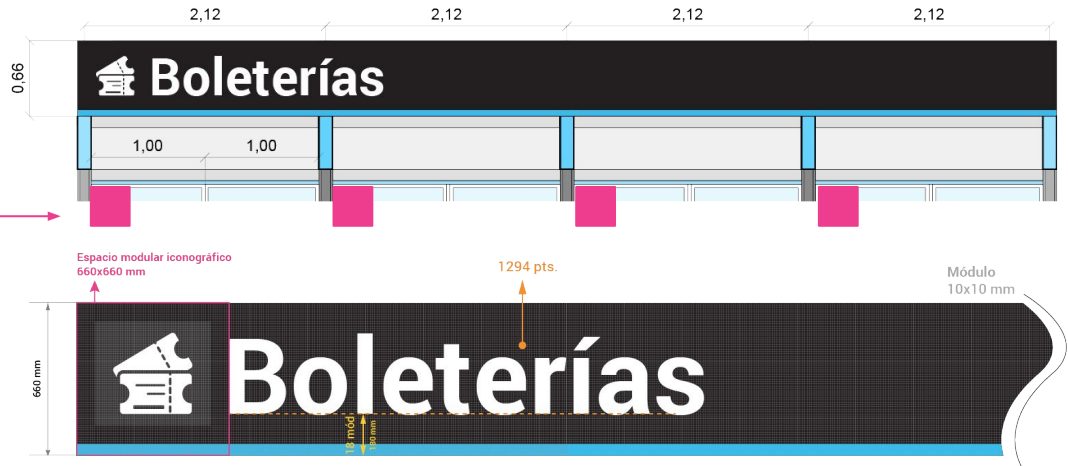 2,12 2,12 2,12 2,12
0,66
Boleterías
1,00 1,00
Espacio modular iconográfico
660x660 mm
1294 pts.
Módulo
10x10 mm
660 mm
Boleterías
18 mód
180 mm